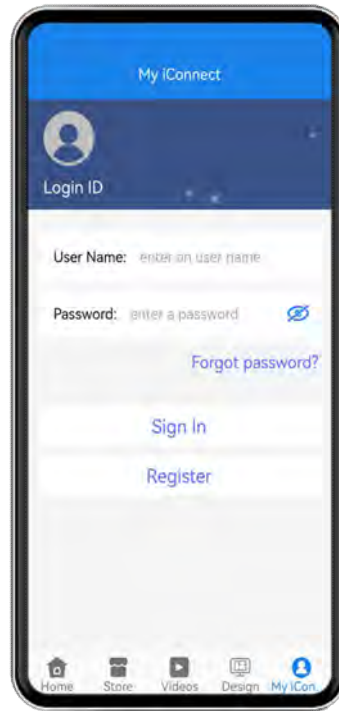 My iConnect
Login ID
User Name: enter an user name
Password: enter a password
Forgot password?
Sign In
Register
Home Store Videos Design My iCon...